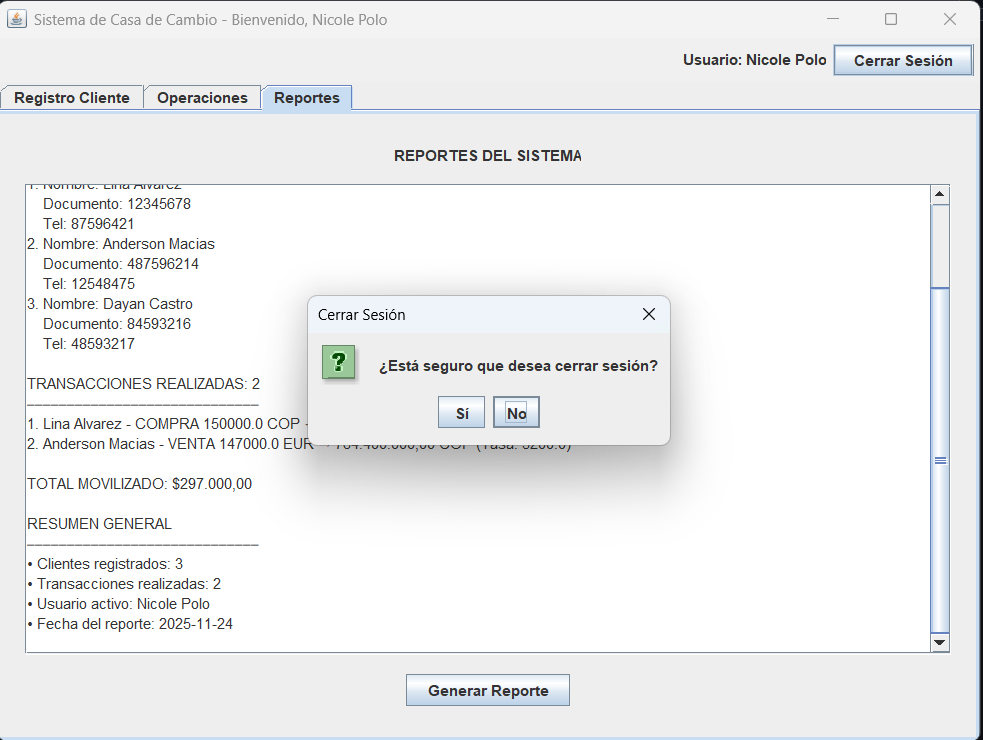 Sistema de Casa de Cambio - Bienvenido, Nicole Polo
Usuario: Nicole Polo
Cerrar Sesión
Registro Cliente
Operaciones
Reportes
REPORTES DEL SISTEMA
1. Nombre: Lina Alvarez
Documento: 12345678
Tel: 87596421
2. Nombre: Anderson Macias
Documento: 487596214
Tel: 12548475
3. Nombre: Dayan Castro
Documento: 84593216
Tel: 48593217
TRANSACCIONES REALIZADAS: 2
-----------------------------
1. Lina Alvarez - COMPRA 150000.0 COP
2. Anderson Macias - VENTA 147000.0 EUR
TOTAL MOVILIZADO: $297.000,00
RESUMEN GENERAL
-----------------------------
• Clientes registrados: 3
• Transacciones realizadas: 2
• Usuario activo: Nicole Polo
• Fecha del reporte: 2025-11-24
Cerrar Sesión
?
¿Está seguro que desea cerrar sesión?
Sí
No
Generar Reporte